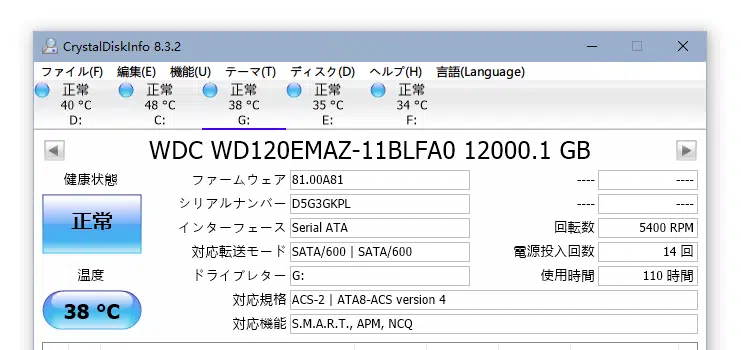 CrystalDiskInfo 8.3.2
ファイル(F) 編集(E) 機能(U) テーマ(T) ディスク(D) ヘルプ(H) 言語(Language)
正常 正常 正常 正常 正常
40 °C 48 °C 38 °C 35 °C 34 °C
D: C: G: E: F:
WDC WD120EMAZ-11BLFA0 12000.1 GB
健康状態 ファームウェア 81.00A81 ---- ----
正常 シリアルナンバー D5G3GKPL ---- ----
インターフェース Serial ATA 回転数 5400 RPM
対応転送モード SATA/600 | SATA/600 電源投入回数 14 回
温度 ドライブレター G: 使用時間 110 時間
38 °C 対応規格 ACS-2 | ATA8-ACS version 4
対応機能 S.M.A.R.T., APM, NCQ